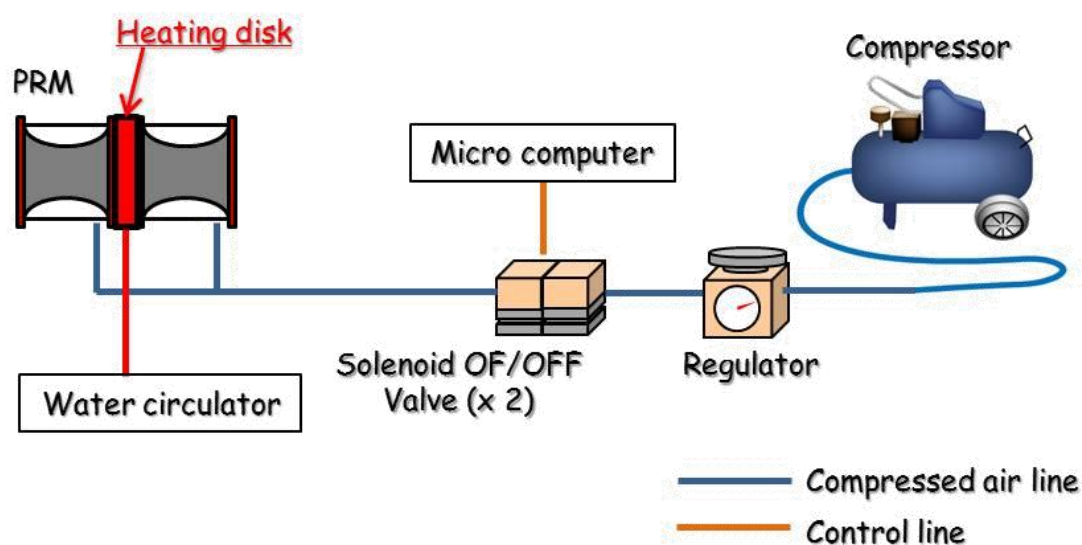 Heating disk
Compressor
PRM
Micro computer
Solenoid OF/OFF
Valve (x 2)
Regulator
Water circulator
Compressed air line
Control line